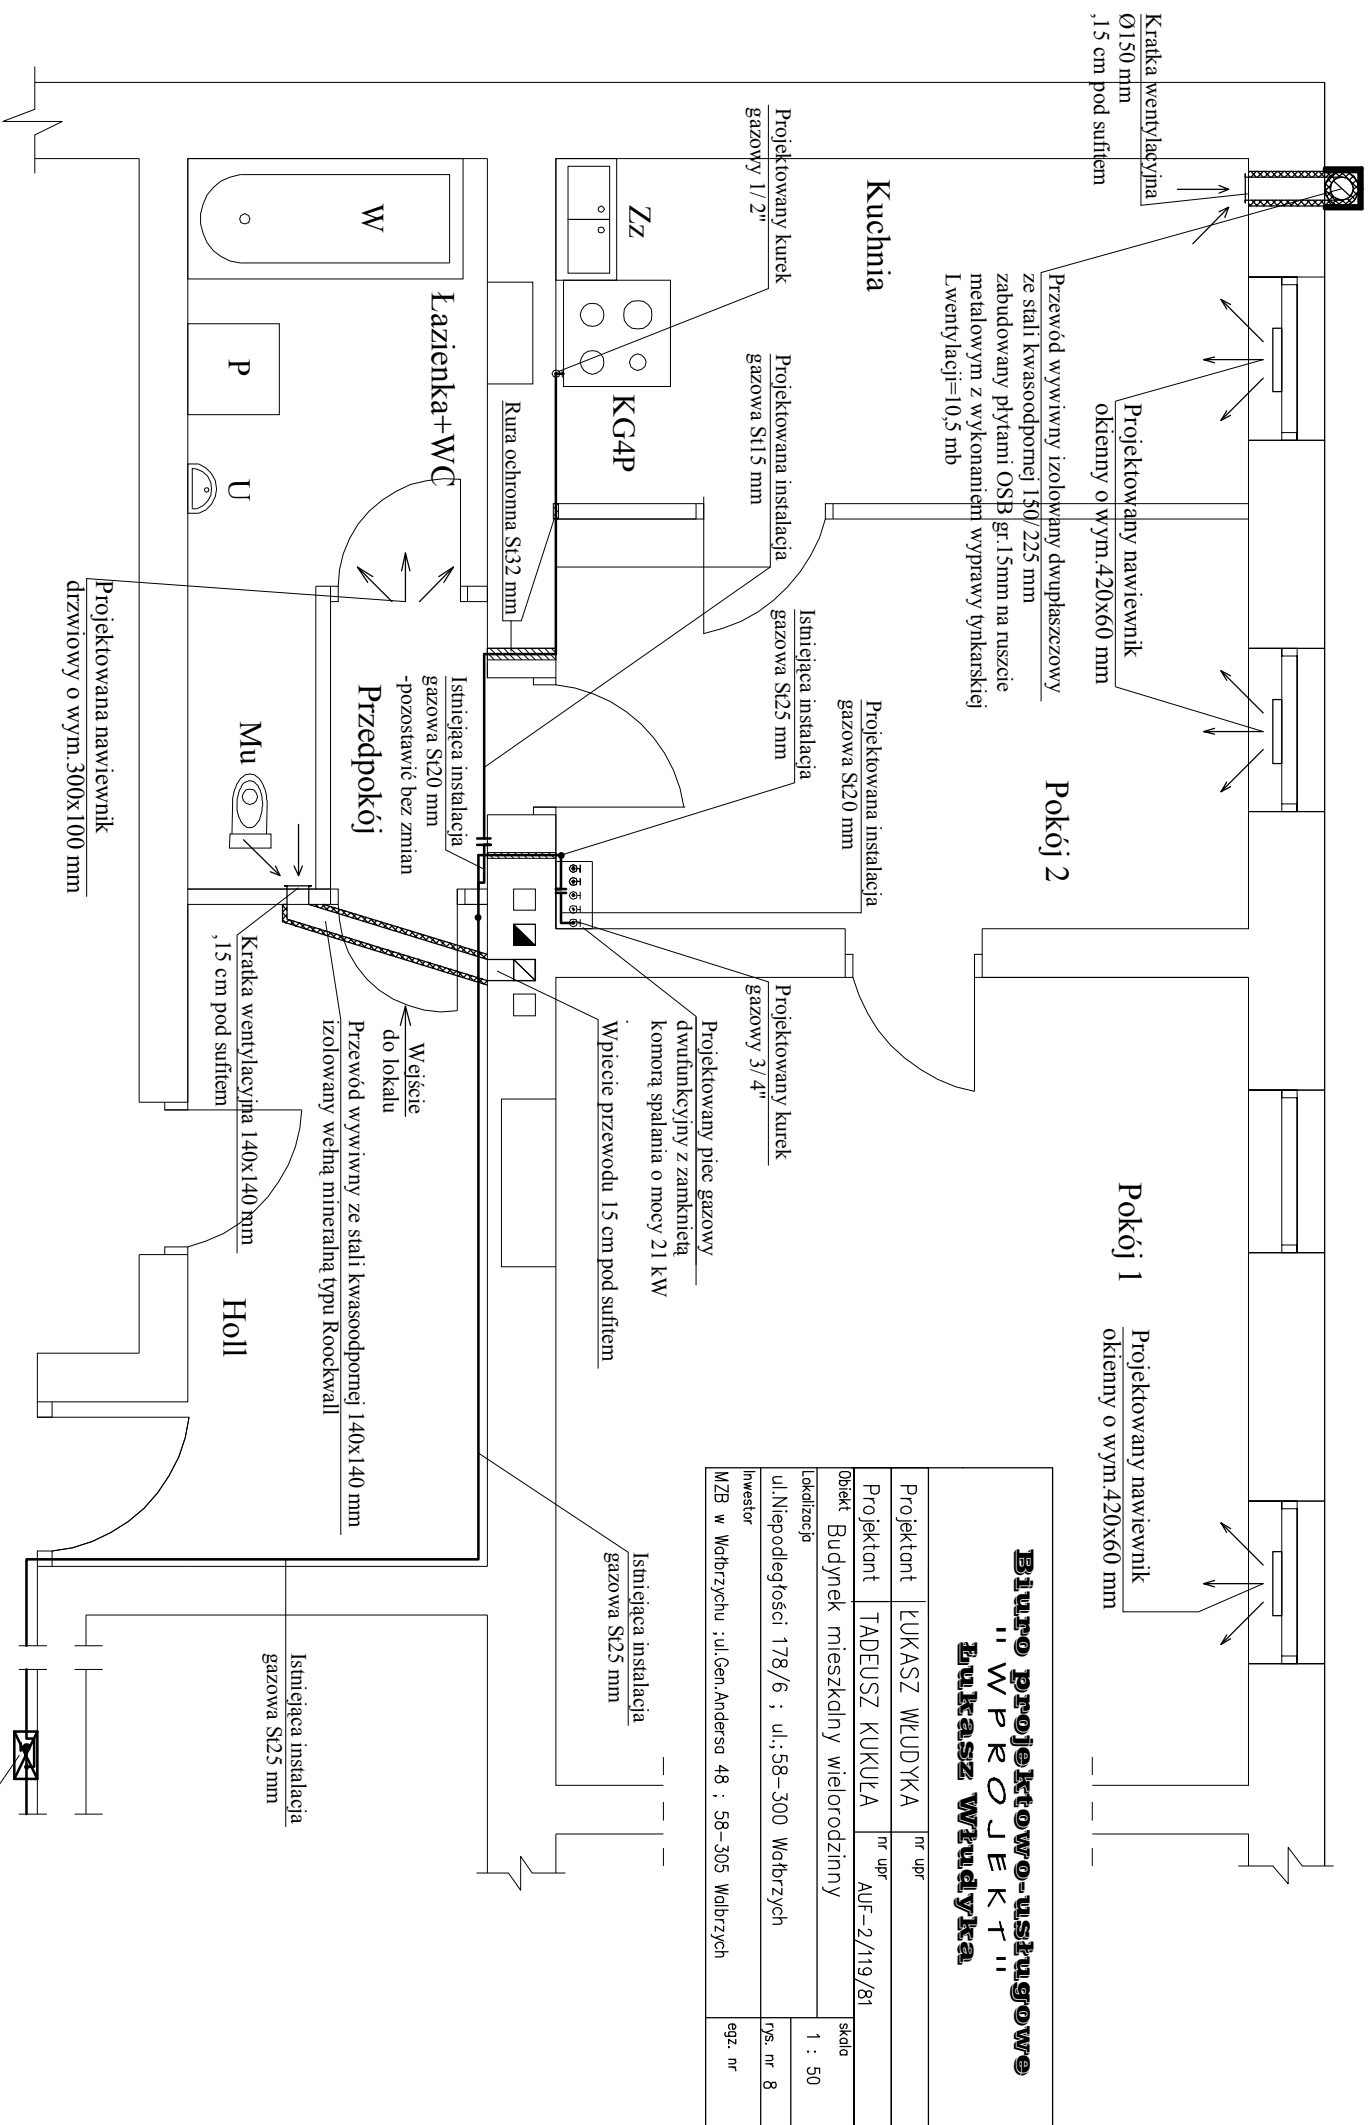 Kratka wentylacyjna
Ø150 mm
,15 cm pod sufitem
Projektowany nawiewnik
okienny o wym.420x60 mm
Przewód wywiwny izolowany dwupłaszczowy
ze stali kwasoodpornej 150/225 mm
zabudowany płytami OSB gr.15mm na ruszcie
metalowym z wykonaniem wyprawy tynkarskiej
Lwentylacji=10,5 mb
Pokój 2
Pokój 1
Projektowany nawiewnik
okienny o wym.420x60 mm
Kuchnia
Projektowany kurek
gazowy 1/2"
Projektowana instalacja
gazowa St15 mm
Istniejąca instalacja
gazowa St25 mm
Projektowana instalacja
gazowa St20 mm
Projektowany kurek
gazowy 3/4"
Projektowany piec gazowy
dwufunkcyjny z zamkniętą
komorą spalania o mocy 21 kW
Wpiecie przewodu 15 cm pod sufitem
Zz
KG4P
Rura ochronna St32 mm
Istniejąca instalacja
gazowa St20 mm
-pozostawić bez zmian
Przedpokój
Łazienka+WC
W
P
U
Mu
Projektowana nawiewnik
drzwiowy o wym.300x100 mm
Wejście
do lokalu
Przewód wywiwny ze stali kwasoodpornej 140x140 mm
izolowany wełną mineralną typu Roockwall
Kratka wentylacyjna 140x140 mm
,15 cm pod sufitem
Holl
Istniejąca instalacja
gazowa St25 mm
Istniejąca instalacja
gazowa St25 mm
Biuro projektowo-usługowe
"WPROJEKT"
Łukasz Włudyka
Projektant ŁUKASZ WŁUDYKA nr upr
Projektant TADEUSZ KUKUŁA nr upr AUF-2/119/81
Obiekt Budynek mieszkalny wielorodzinny
skala
1 : 50
Lokalizacja
ul.Niepodległości 178/6 ; ul.;58-300 Wałbrzych
rys. nr 8
Inwestor
MZB w Wałbrzychu ;ul.Gen.Andersa 48 ; 58-305 Walbrzych
egz. nr